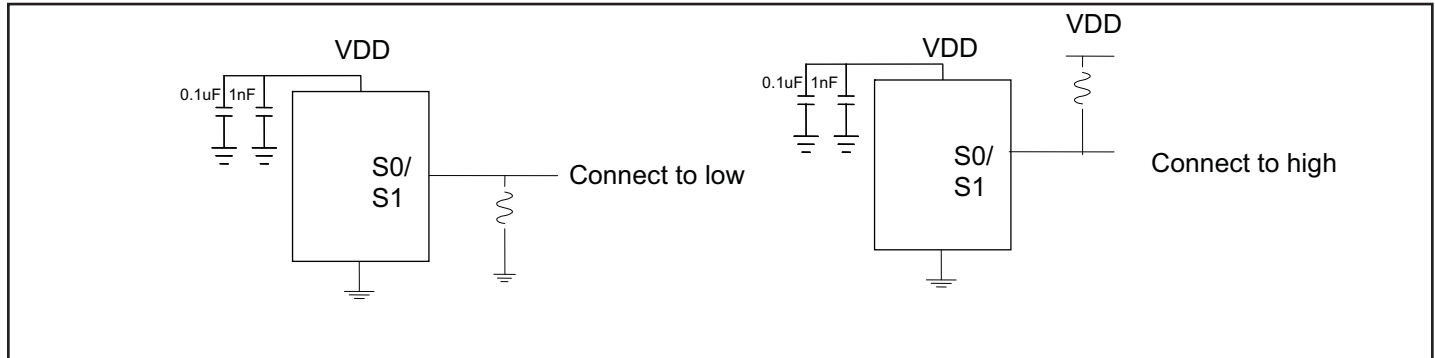 VDD
0.1uF 1nF
S0/
S1
Connect to low
VDD
VDD
0.1uF 1nF
S0/
S1
Connect to high